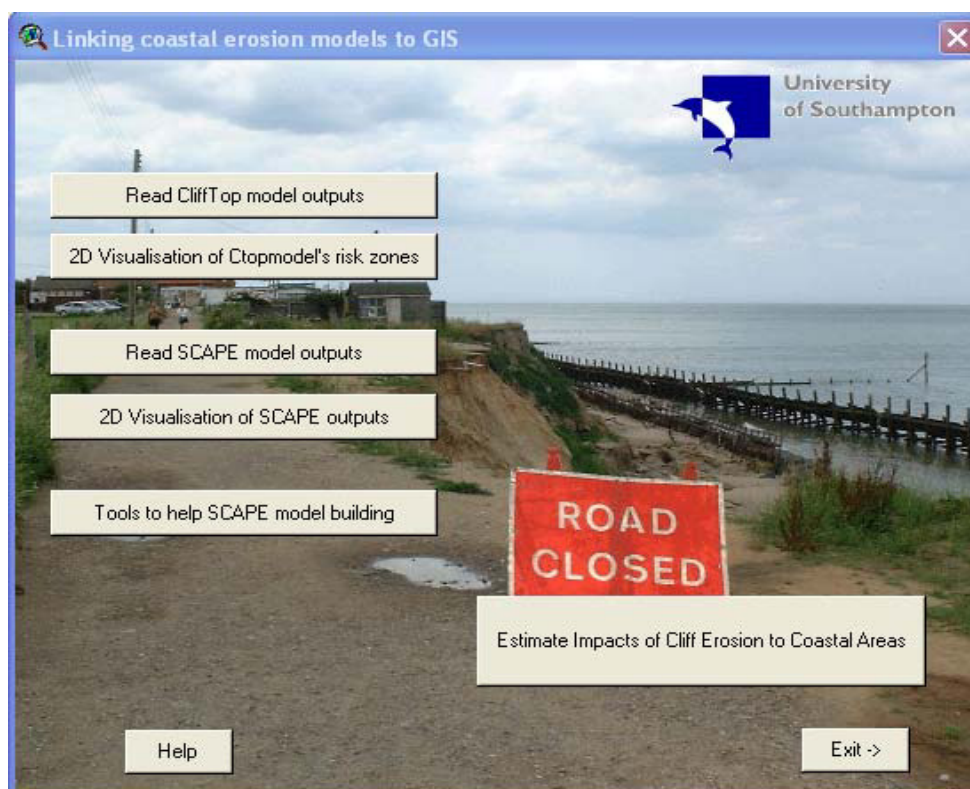 Linking coastal erosion models to GIS
University
of Southampton
Read CliffTop model outputs
2D Visualisation of Ctopmodel's risk zones
Read SCAPE model outputs
2D Visualisation of SCAPE outputs
Tools to help SCAPE model building
ROAD
CLOSED
Estimate Impacts of Cliff Erosion to Coastal Areas
Help
Exit ->